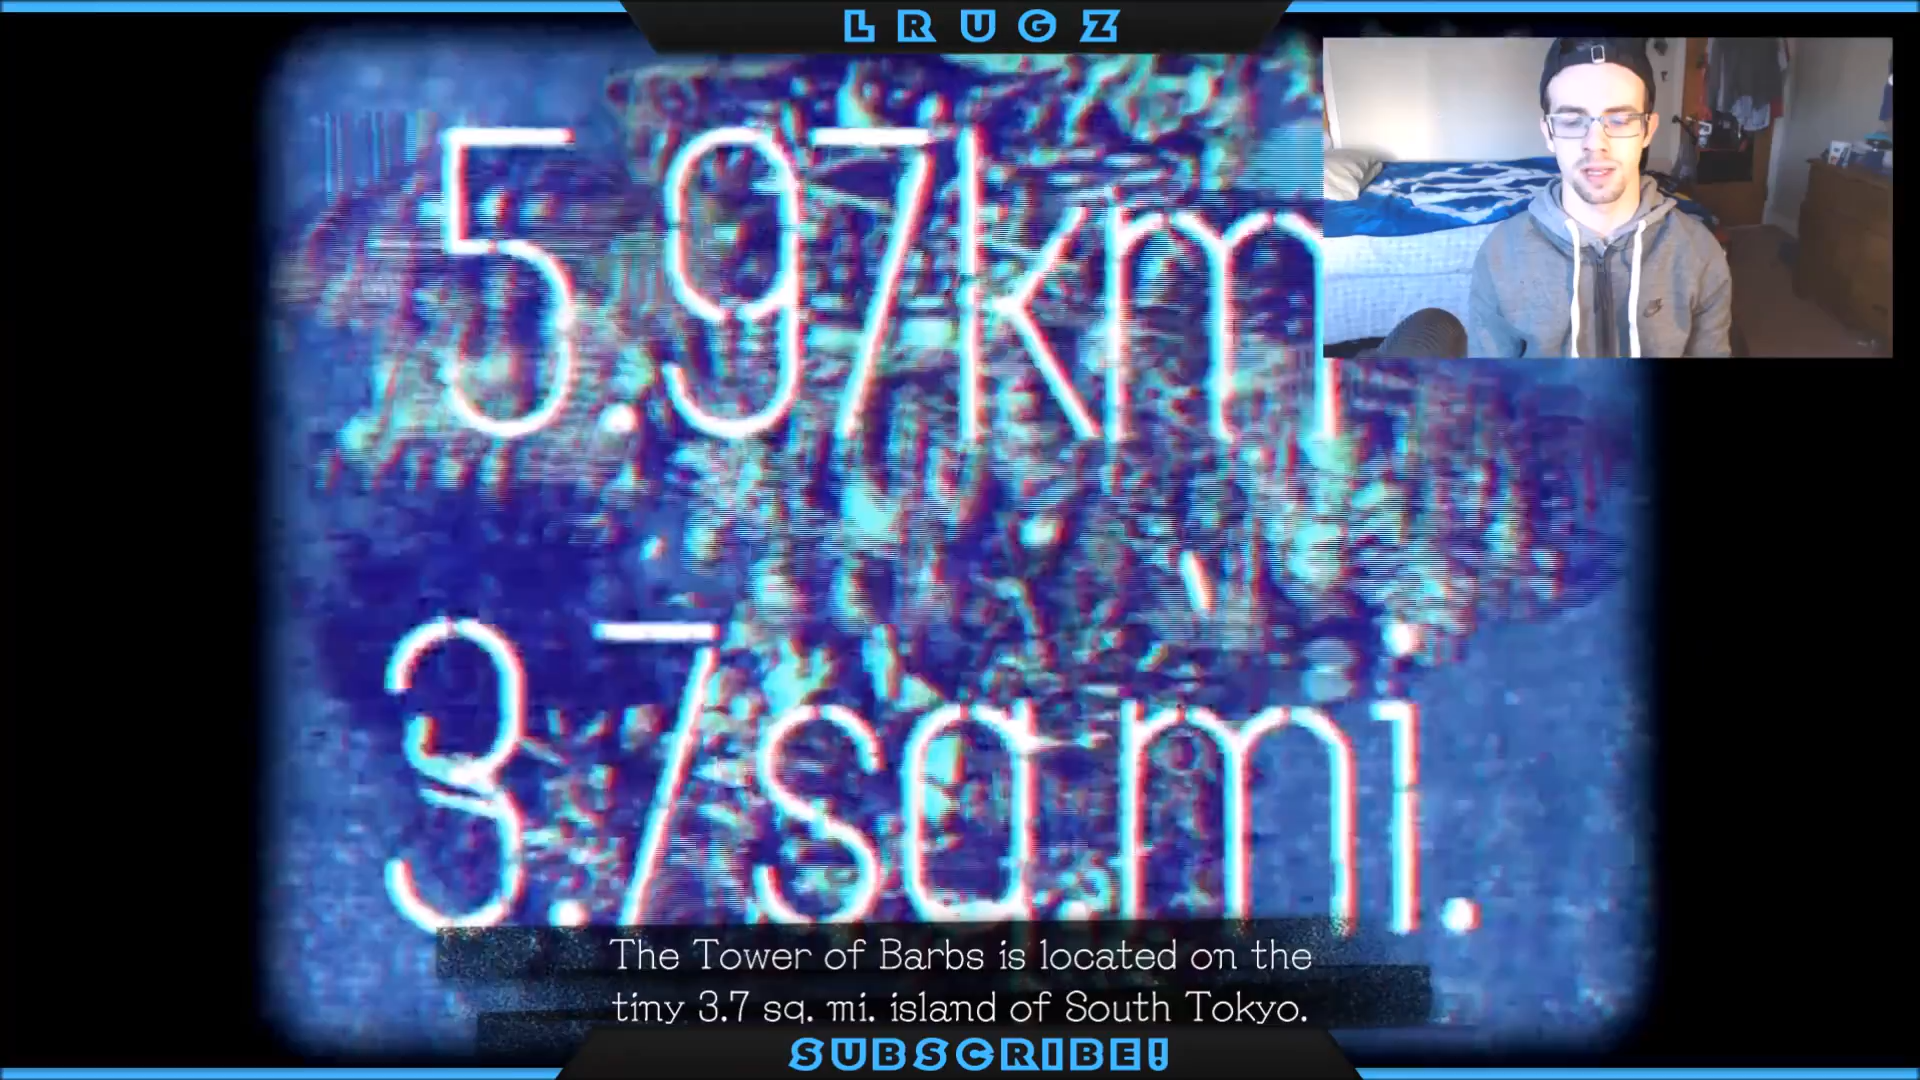 LRUGZ
5.97km
3.7sq.mi.
The Tower of Barbs is located on the
tiny 3.7 sq. mi. island of South Tokyo.
SUBSCRIBE!